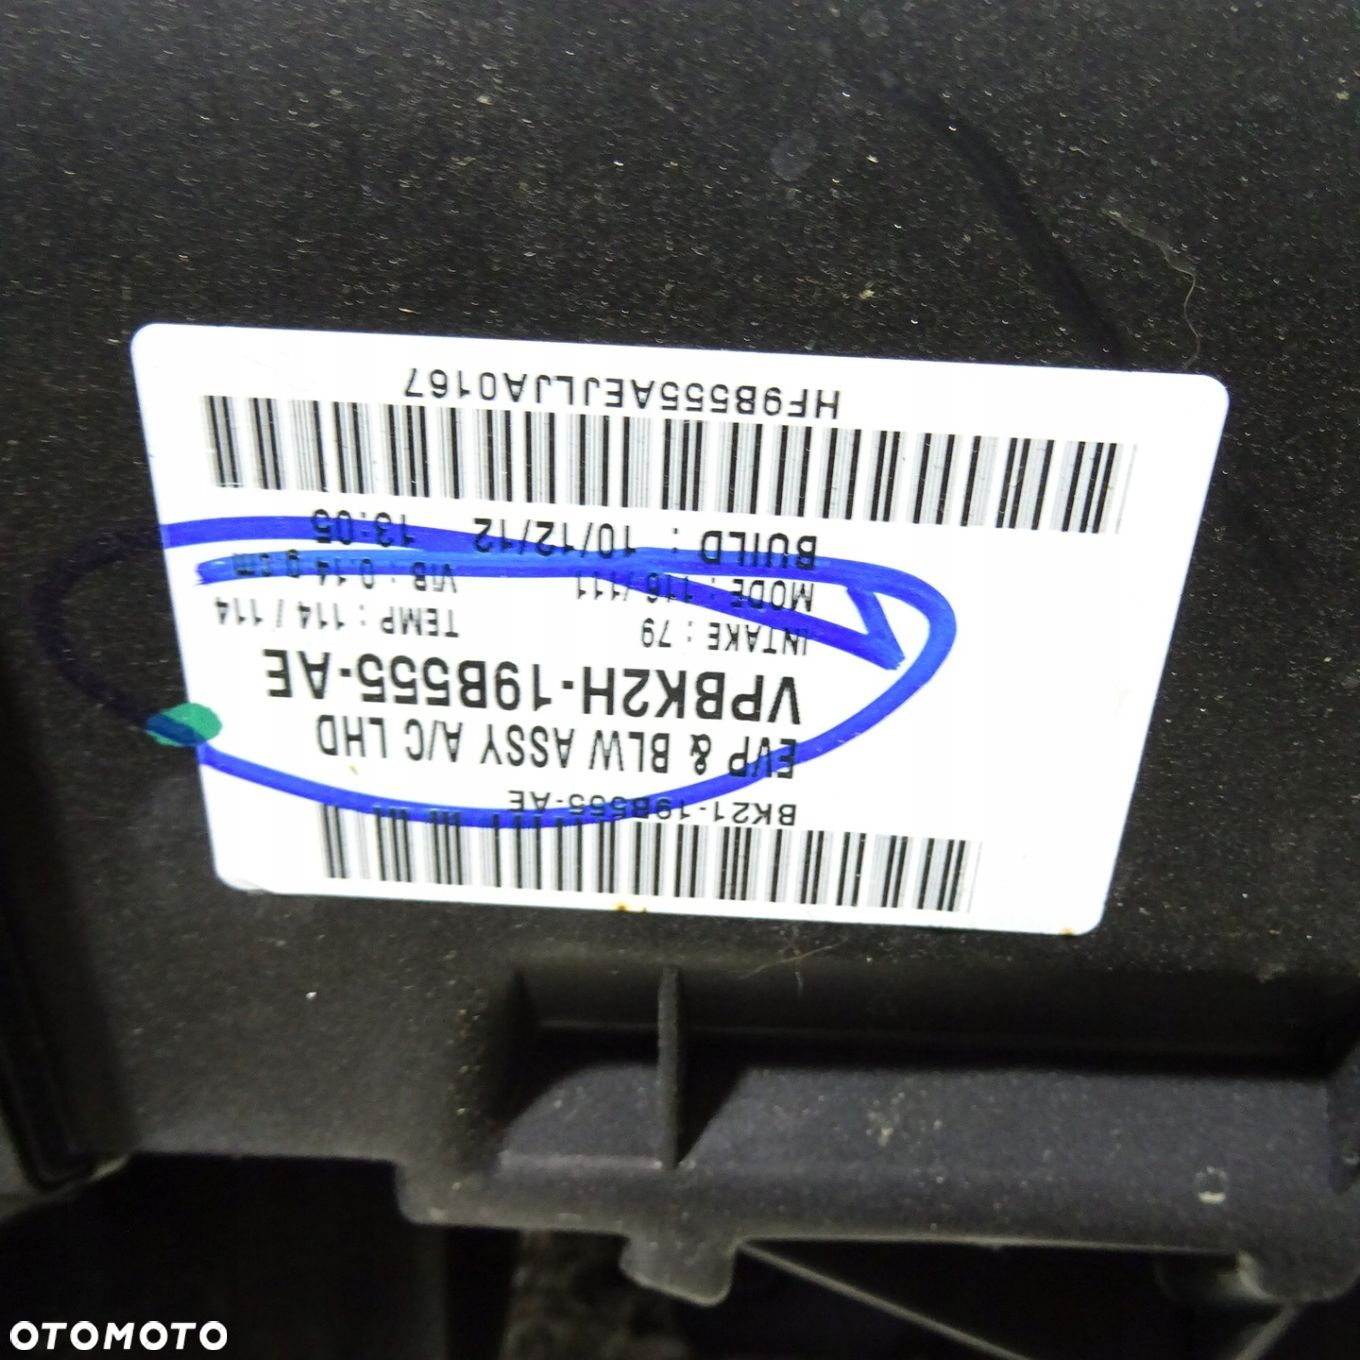 BK21-19B555-AE
EVP & BLW ASSY A/C LHD
VPBK2H-19B555-AE
INTAKE : 79 TEMP : 114 / 114
MODE : 116 /111 VIB : 0.14 g cm
BUILD : 10/12/12 13:05
HF9B555AEJLJA0167
OTOMOTO